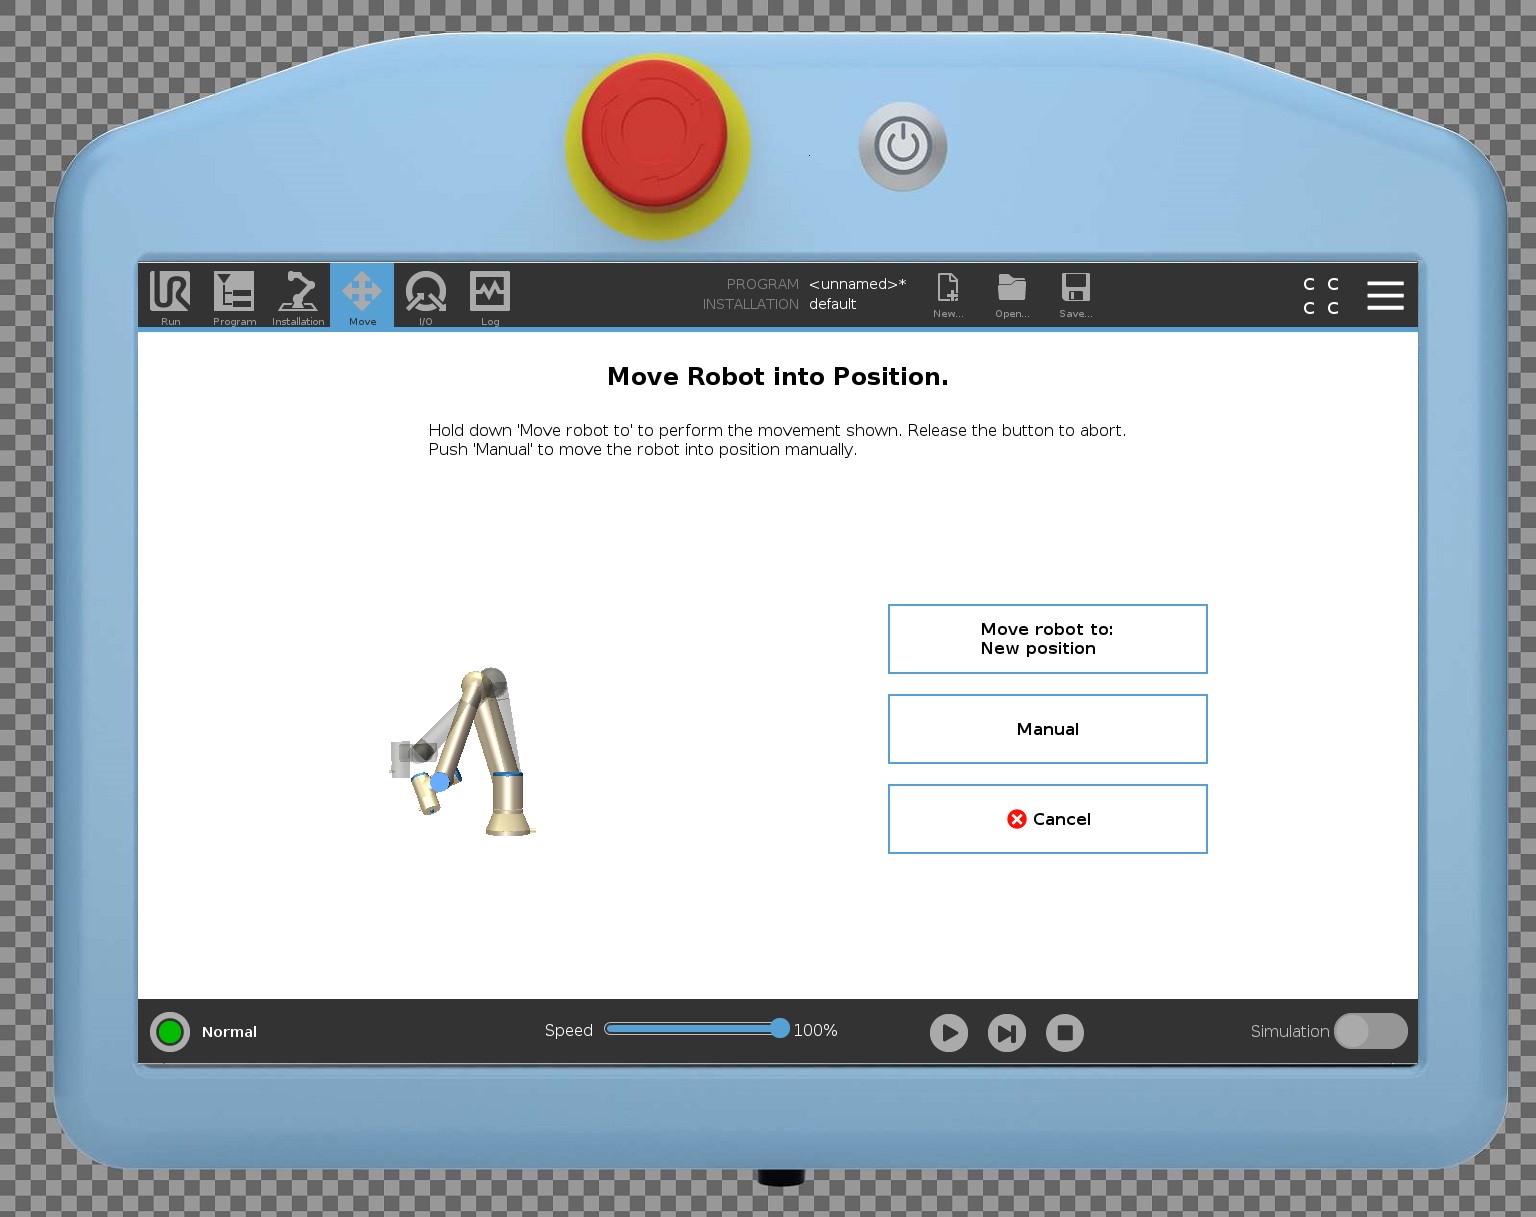 PROGRAM <unnamed>*
INSTALLATION default
Run Program Installation Move I/O Log New... Open... Save...
C C
C C
Move Robot into Position.
Hold down 'Move robot to' to perform the movement shown. Release the button to abort.
Push 'Manual' to move the robot into position manually.
Move robot to:
New position
Manual
Cancel
Normal Speed 100% Simulation